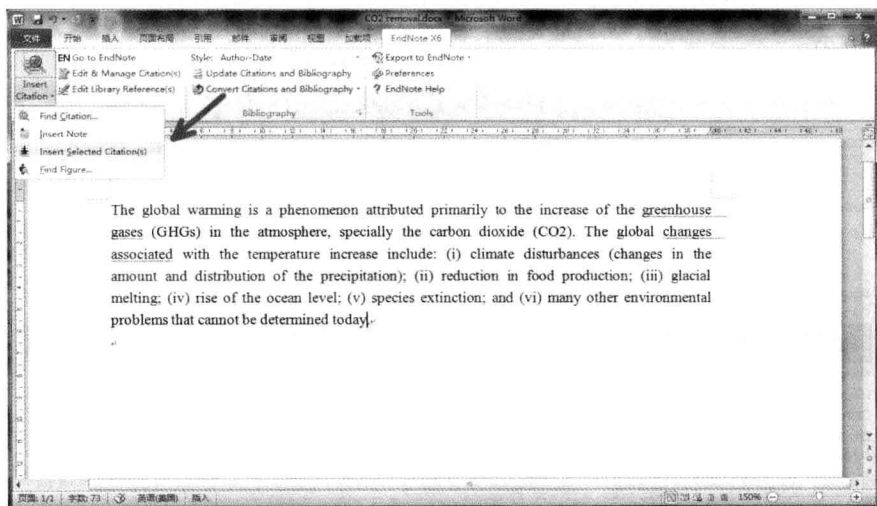 CO2 removal.docx - Microsoft Word
文件 开始 插入 页面布局 引用 邮件 审阅 视图 加载项 EndNote X6
EN Go to EndNote Style: Author-Date Export to EndNote
Edit & Manage Citation(s) Update Citations and Bibliography Preferences
Insert Citation Edit Library Reference(s) Convert Citations and Bibliography EndNote Help
Bibliography Tools
Find Citation...
Insert Note
Insert Selected Citation(s)
Find Figure...
The global warming is a phenomenon attributed primarily to the increase of the greenhouse
gases (GHGs) in the atmosphere, specially the carbon dioxide (CO2). The global changes
associated with the temperature increase include: (i) climate disturbances (changes in the
amount and distribution of the precipitation); (ii) reduction in food production; (iii) glacial
melting; (iv) rise of the ocean level; (v) species extinction; and (vi) many other environmental
problems that cannot be determined today.
页面: 1/1 字数: 73 英语(美国) 插入 150%